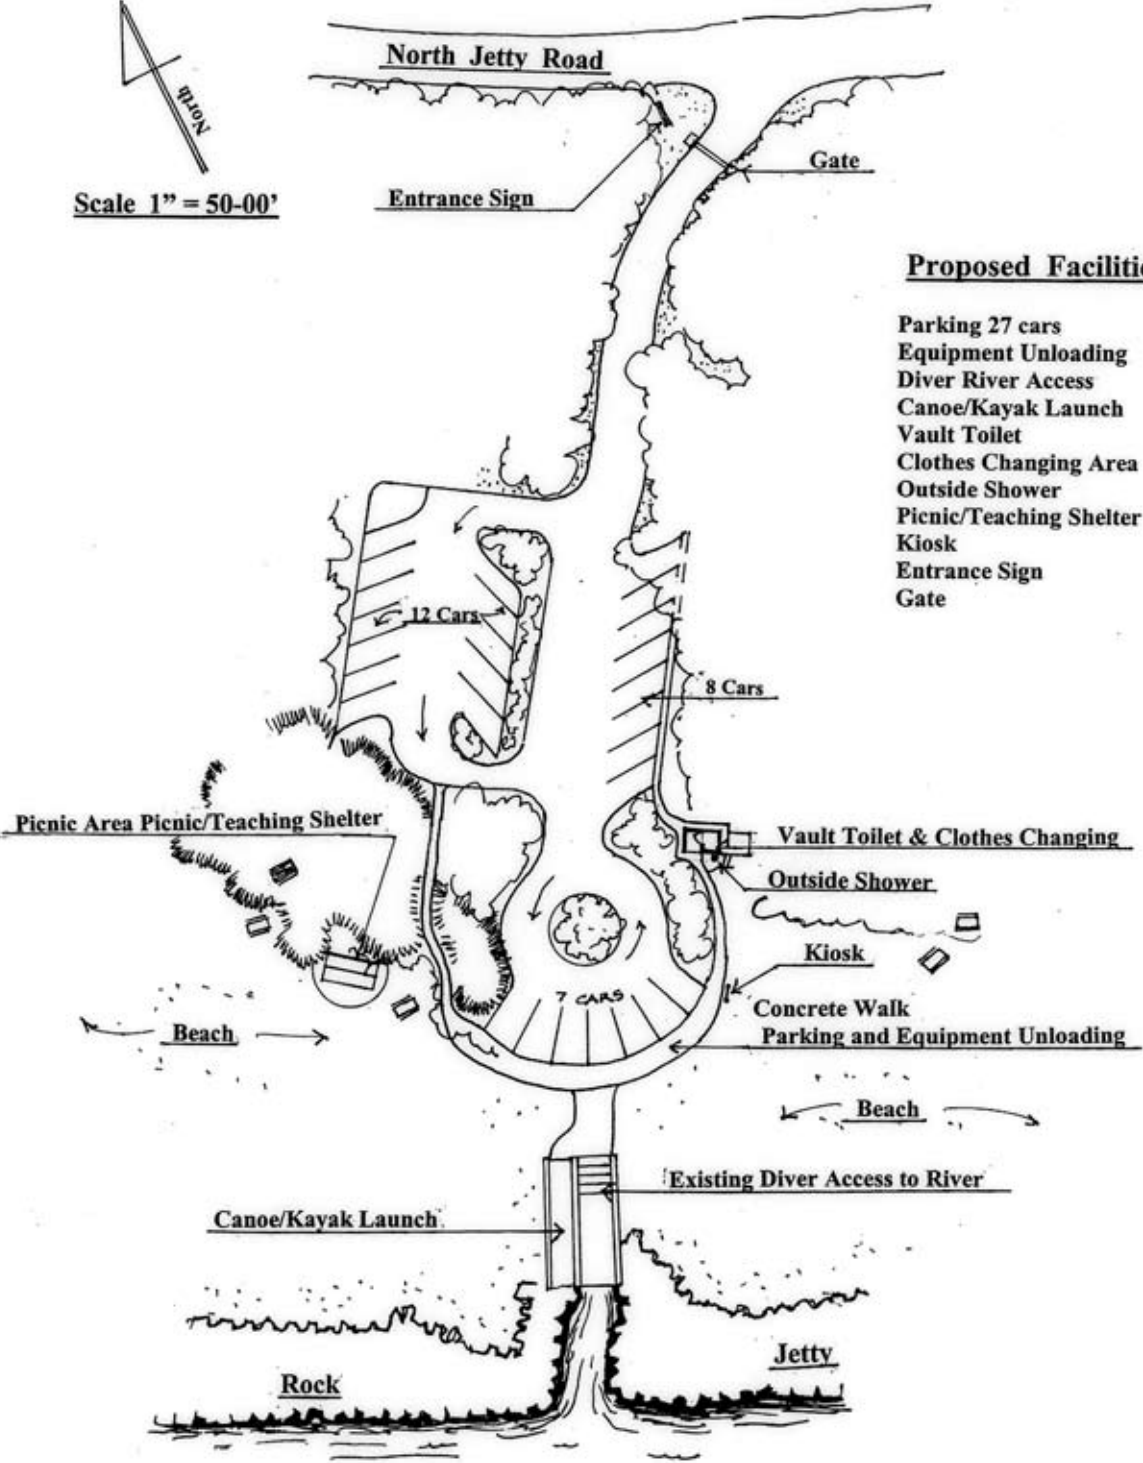 North Jetty Road
North
Scale 1" = 50-00'
Entrance Sign
Gate
Proposed Faciliti
Parking 27 cars
Equipment Unloading
Diver River Access
Canoe/Kayak Launch
Vault Toilet
Clothes Changing Area
Outside Shower
Picnic/Teaching Shelter
Kiosk
Entrance Sign
Gate
12 Cars
8 Cars
Picnic Area Picnic/Teaching Shelter
Vault Toilet & Clothes Changing
Outside Shower
Kiosk
7 CARS
Concrete Walk
Parking and Equipment Unloading
Beach
Beach
Existing Diver Access to River
Canoe/Kayak Launch
Jetty
Rock